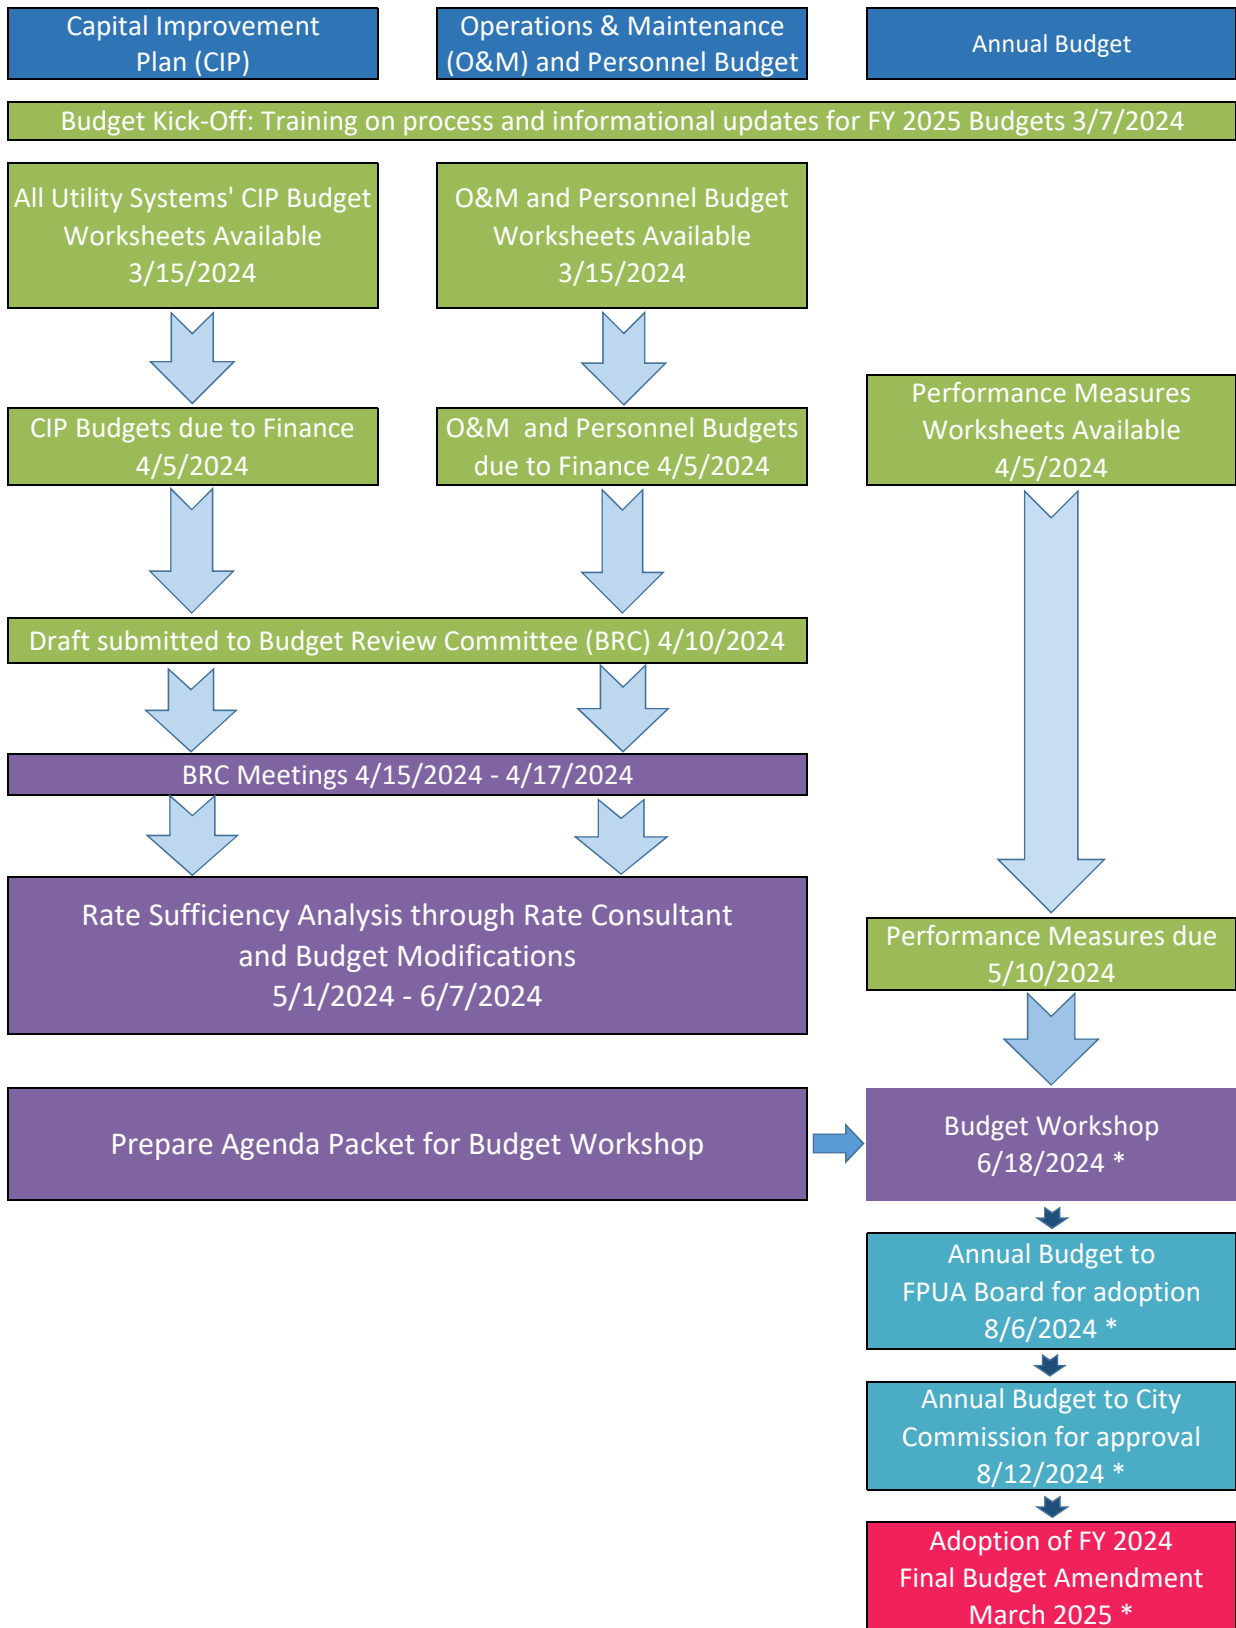 Capital Improvement
Plan (CIP)
Operations & Maintenance
(O&M) and Personnel Budget
Annual Budget
Budget Kick-Off: Training on process and informational updates for FY 2025 Budgets 3/7/2024
All Utility Systems' CIP Budget
Worksheets Available
3/15/2024
O&M and Personnel Budget
Worksheets Available
3/15/2024
CIP Budgets due to Finance
4/5/2024
O&M and Personnel Budgets
due to Finance 4/5/2024
Performance Measures
Worksheets Available
4/5/2024
Draft submitted to Budget Review Committee (BRC) 4/10/2024
BRC Meetings 4/15/2024 - 4/17/2024
Rate Sufficiency Analysis through Rate Consultant
and Budget Modifications
5/1/2024 - 6/7/2024
Performance Measures due
5/10/2024
Prepare Agenda Packet for Budget Workshop
Budget Workshop
6/18/2024 *
Annual Budget to
FPUA Board for adoption
8/6/2024 *
Annual Budget to City
Commission for approval
8/12/2024 *
Adoption of FY 2024
Final Budget Amendment
March 2025 *